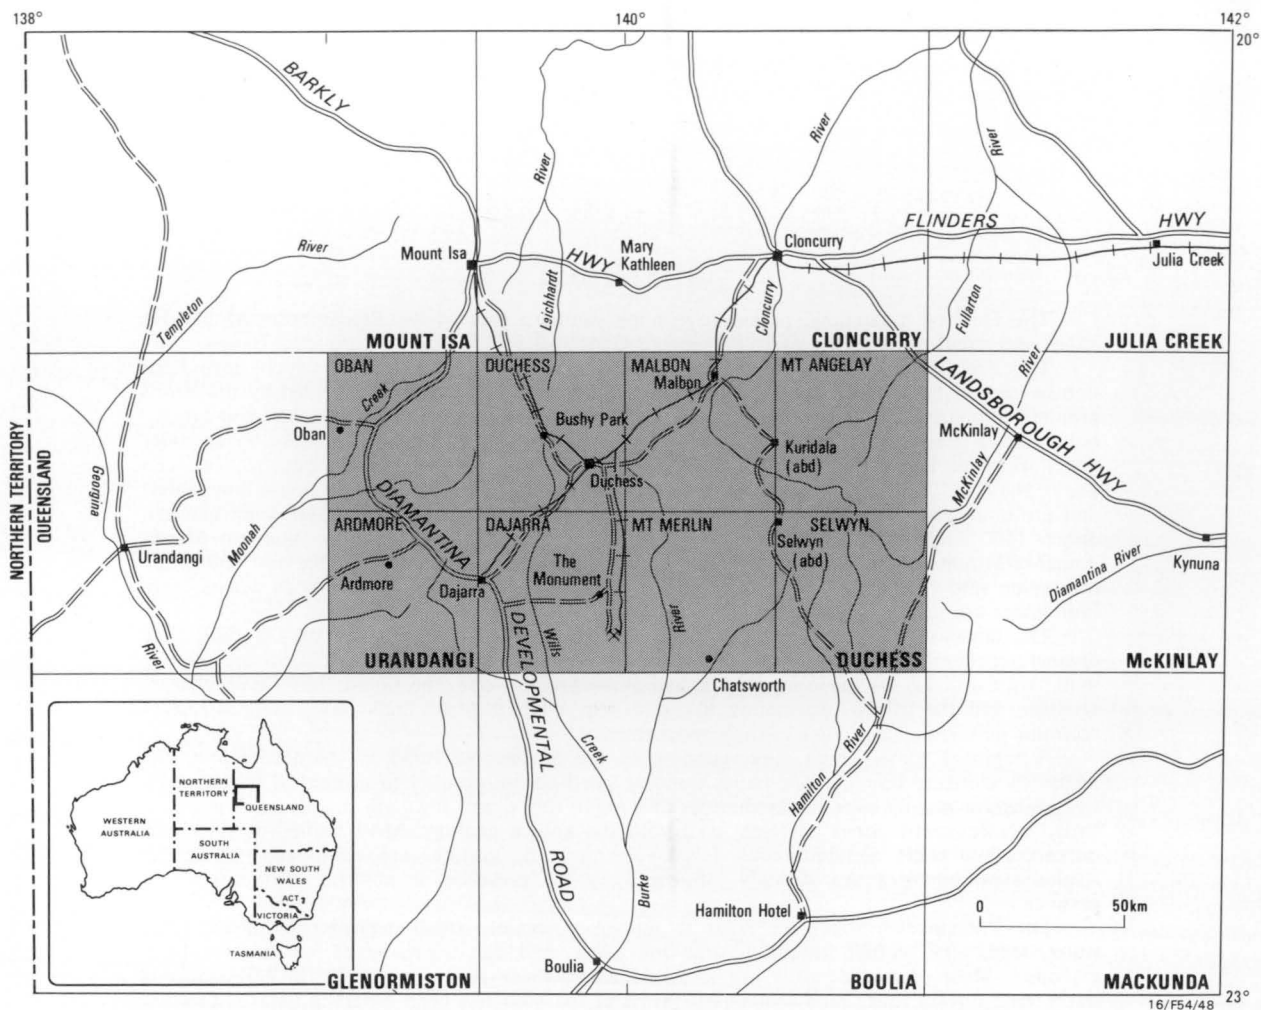 138°
140°
142°
20°
BARKLY
River
River
River
FLINDERS
HWY
River
Mount Isa
HWY
Mary
Kathleen
Cloncurry
Julia Creek
Templeton
Leichhardt
Cloncurry
Fullarton
River
MOUNT ISA
CLONCURRY
JULIA CREEK
OBAN
DUCHESS
MALBON
Malbon
MT ANGELAY
LANDSBOROUGH HWY
Creek
Bushy Park
Oban
Kuridala
(abd)
McKinlay
McKinlay
NORTHERN TERRITORY
QUEENSLAND
Georgina
Duchess
DIAMANTINA
ARDMORE
DAJARRA
MT MERLIN
SELWYN
Moonah
Urandangi
Selwyn
(abd)
Kynuna
The
Monument
Ardmore
Dajarra
Diamantina River
River
DEVELOPMENTAL
Wills
River
URANDANGI
DUCHESS
McKINLAY
Chatsworth
Creek
River
Hamilton
NORTHERN
TERRITORY
QUEENSLAND
WESTERN
AUSTRALIA
SOUTH
AUSTRALIA
NEW SOUTH
WALES
ACT
VICTORIA
TASMANIA
ROAD
Burke
Hamilton Hotel
0
50km
Boulia
GLENORMISTON
BOULIA
MACKUNDA
23°
16/F54/48